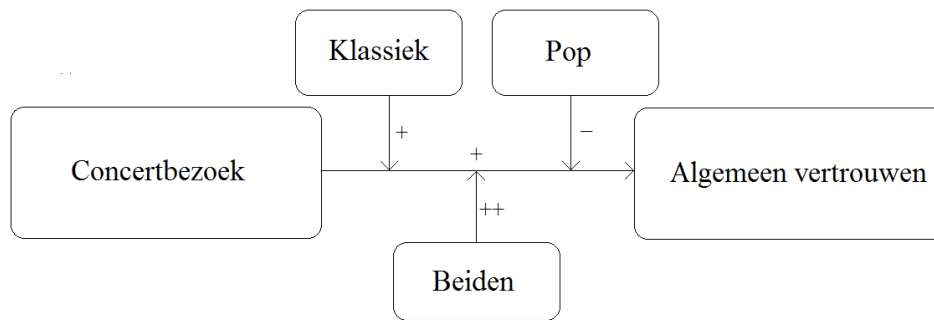 Klassiek
Pop
+
−
Concertbezoek
+
Algemeen vertrouwen
++
Beiden